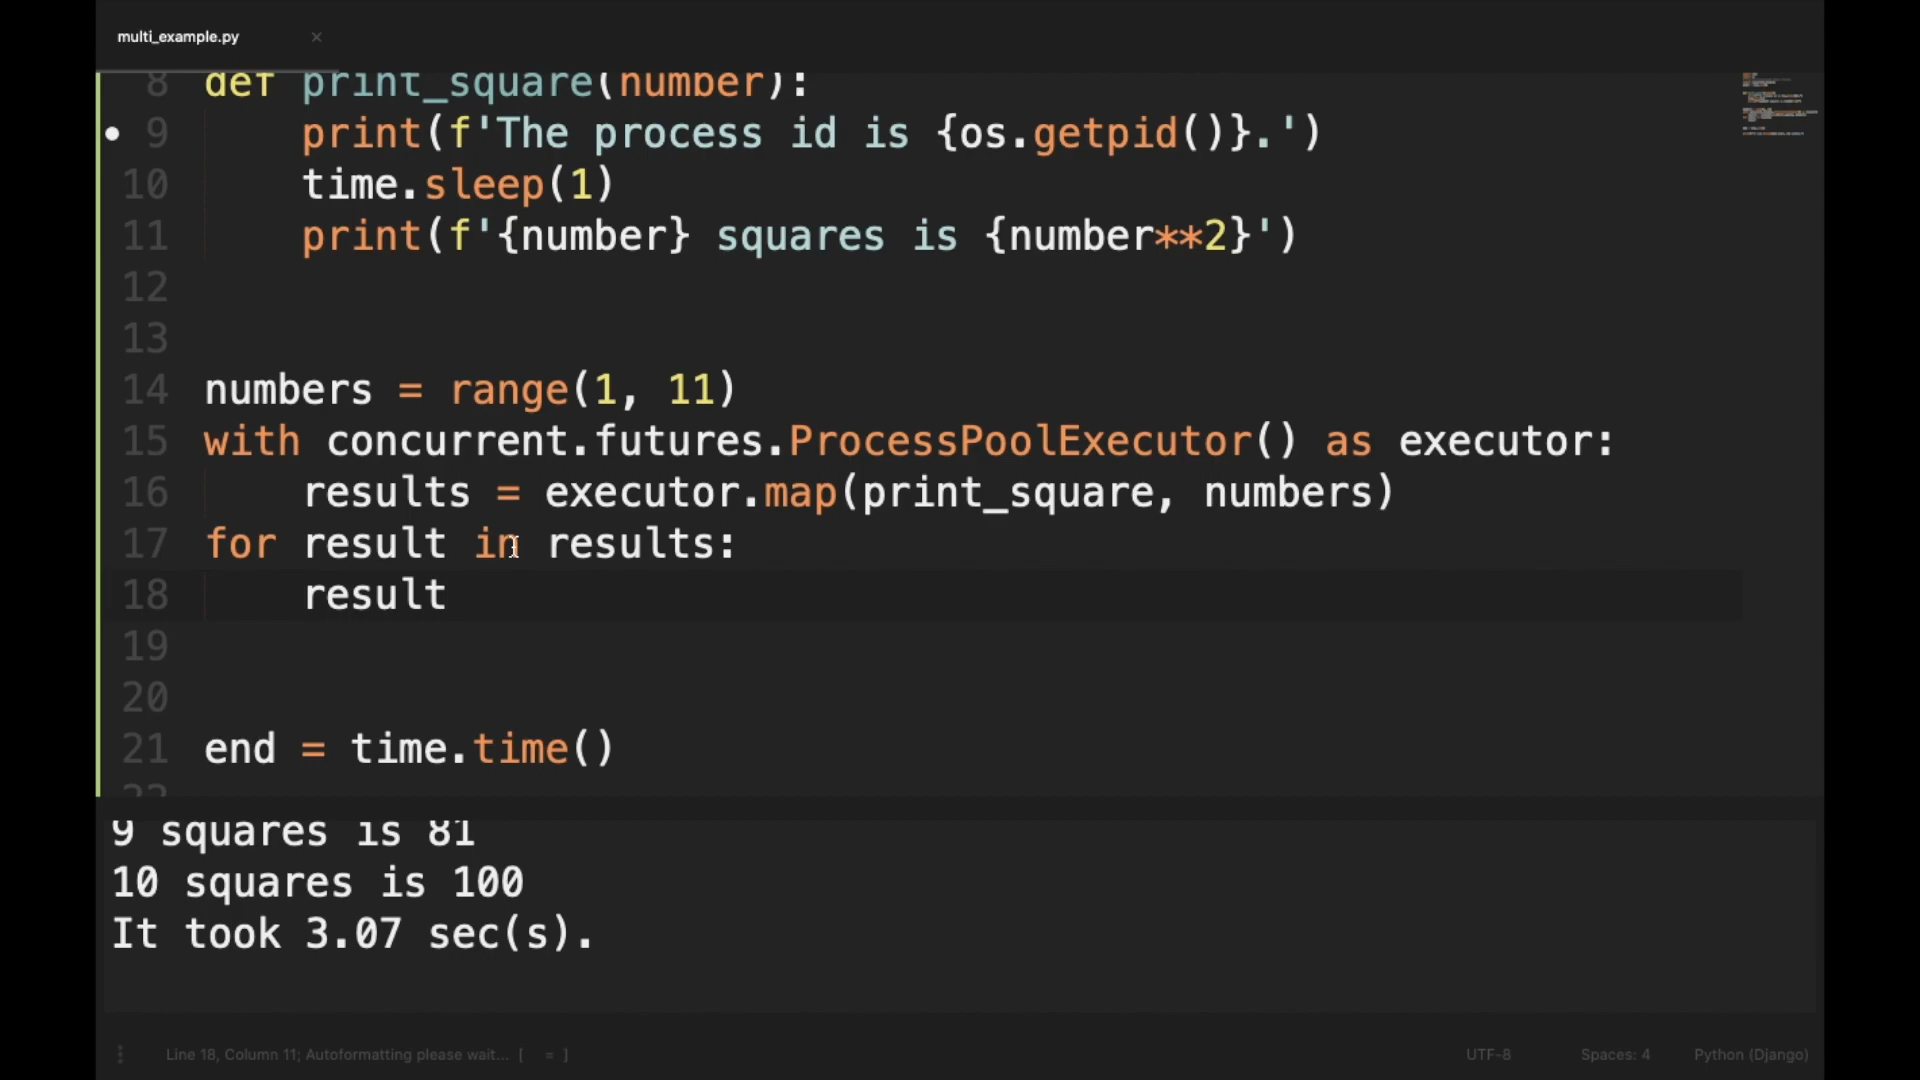 multi_example.py ×
8 def print_square(number):
9 print(f'The process id is {os.getpid()}.')
10 time.sleep(1)
11 print(f'{number} squares is {number**2}')
12
13
14 numbers = range(1, 11)
15 with concurrent.futures.ProcessPoolExecutor() as executor:
16 results = executor.map(print_square, numbers)
17 for result in results:
18 result
19
20
21 end = time.time()
22
9 squares is 81
10 squares is 100
It took 3.07 sec(s).
Line 18, Column 11; Autoformatting please wait... [ = ] UTF-8 Spaces: 4 Python (Django)